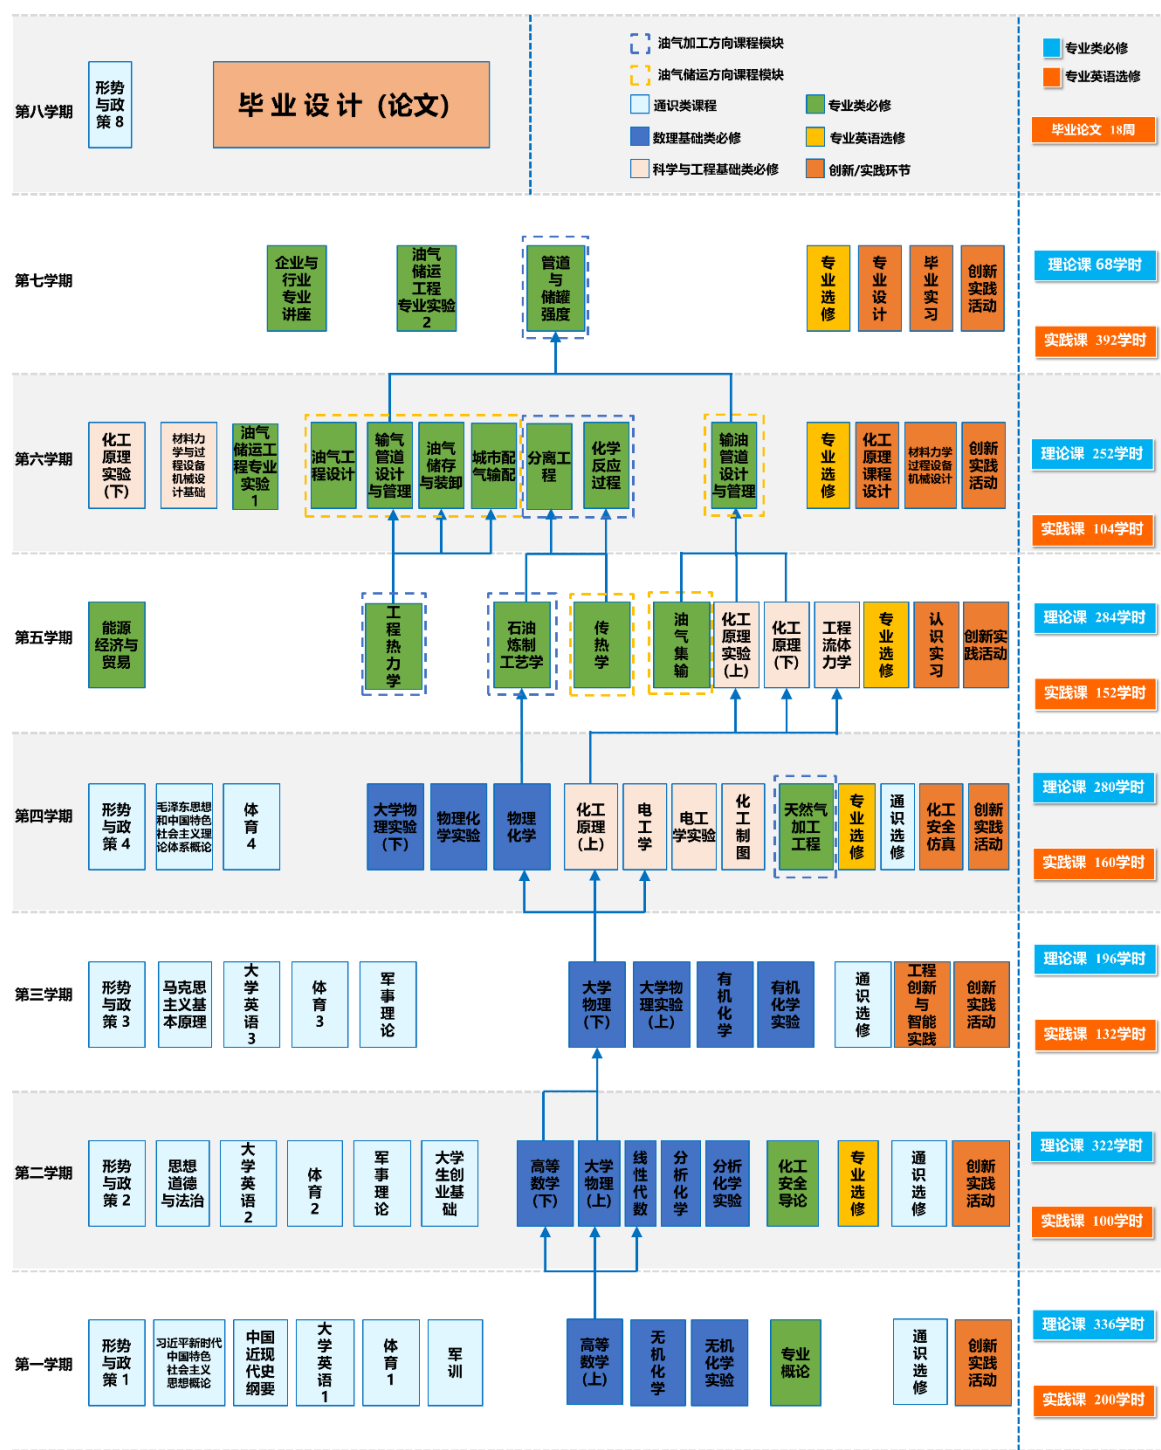 油气加工方向课程模块
油气储运方向课程模块
通识类课程
专业类必修
数理基础类必修
专业英语选修
科学与工程基础类必修
创新/实践环节
专业类必修
专业英语选修
第八学期
形势
与政
策 8
毕 业 设 计（论文）
毕业论文 18周
第七学期
企业与
行业
专业
讲座
油气
储运
工程
专业实验
2
管道
与
储罐
强度
专
业
选
修
专
业
设
计
毕
业
实
习
创新
实践
活动
理论课 68学时
实践课 392学时
第六学期
化工
原理
实验
(下)
材料力
学与过
程设备
机械设
计基础
油气
储运工
程专业
实验
1
油气工
程设计
输气
管道
设计
与管理
油气
储存
与装卸
城市配
气输配
分离工
程
化学
反应
过程
输油
管道
设计
与管理
专
业
选
修
化工
原理
课程
设计
材料力学
过程设备
机械设计
创新
实践
活动
理论课 252学时
实践课 104学时
第五学期
能源
经济与
贸易
工
程
热
力
学
石油
炼制
工艺学
传
热
学
油
气
集
输
化工
原理
实验
(上)
化工
原理
(下)
工程
流体
力学
专
业
选
修
认
识
实
习
创新实
践活动
理论课 284学时
实践课 152学时
第四学期
形势
与政
策 4
毛泽东思想
和中国特色
社会主义理
论体系概论
体
育
4
大学物
理实验
(下)
物理化
学实验
物理
化学
化工
原理
(上)
电
工
学
电工
学实验
化
工
制
图
天然气
加工
工程
专
业
选
修
通
识
选
修
化工
安全
仿真
创新
实践
活动
理论课 280学时
实践课 160学时
第三学期
形势
与政
策 3
马克思
主义基
本原理
大
学
英
语
3
体
育
3
军
事
理
论
大学
物理
(下)
大学物
理实验
(上)
有
机
化
学
有机
化学
实验
通
识
选
修
工程
创新
与
智能
实践
创新
实践
活动
理论课 196学时
实践课 132学时
第二学期
形势
与政
策 2
思想
道德
与法治
大
学
英
语
2
体
育
2
军
事
理
论
大学
生创
业基
础
高等
数学
(下)
大学
物理
(上)
线
性
代
数
分
析
化
学
分析
化学
实验
化工
安全
导论
专
业
选
修
通
识
选
修
创新
实践
活动
理论课 322学时
实践课 100学时
第一学期
形势
与政
策 1
习近平新时代
中国特色
社会主义
思想概论
中国
近现
代史
纲要
大
学
英
语
1
体
育
1
军
训
高等
数学
(上)
无
机
化
学
无机
化学
实验
专业
概论
通
识
选
修
创新
实践
活动
理论课 336学时
实践课 200学时